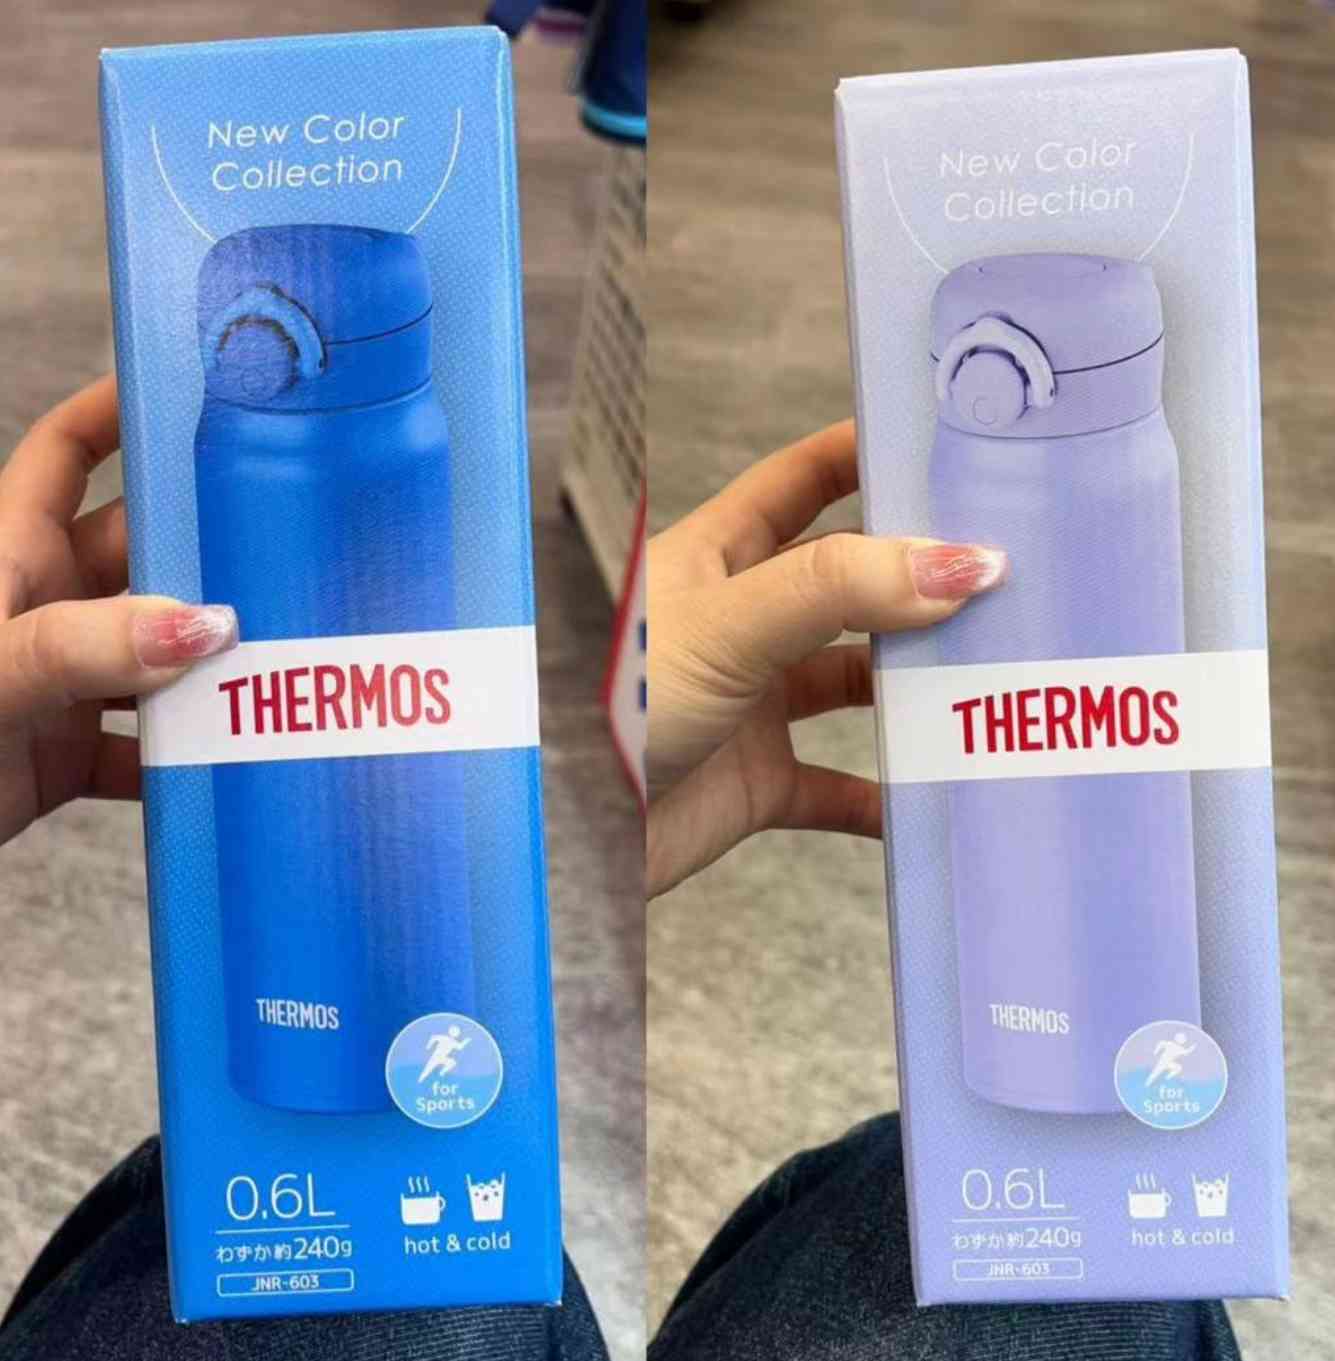 New Color
Collection
THERMOS
THERMOS
for
Sports
0.6L
わずか約240g
JNR-603
hot & cold
New Color
Collection
THERMOS
THERMOS
for
Sports
0.6L
わずか約240g
JNR-603
hot & cold